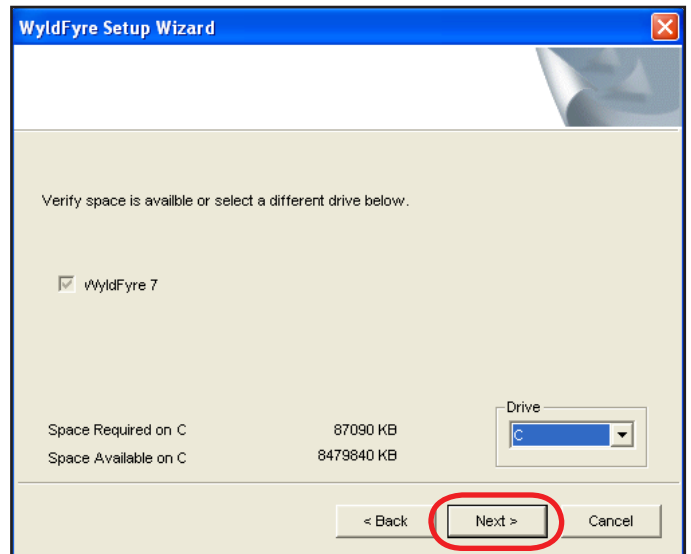 WyldFyre Setup Wizard
Verify space is availble or select a different drive below.
WyldFyre 7
Drive
C
Space Required on C 87090 KB
Space Available on C 8479840 KB
< Back Next > Cancel